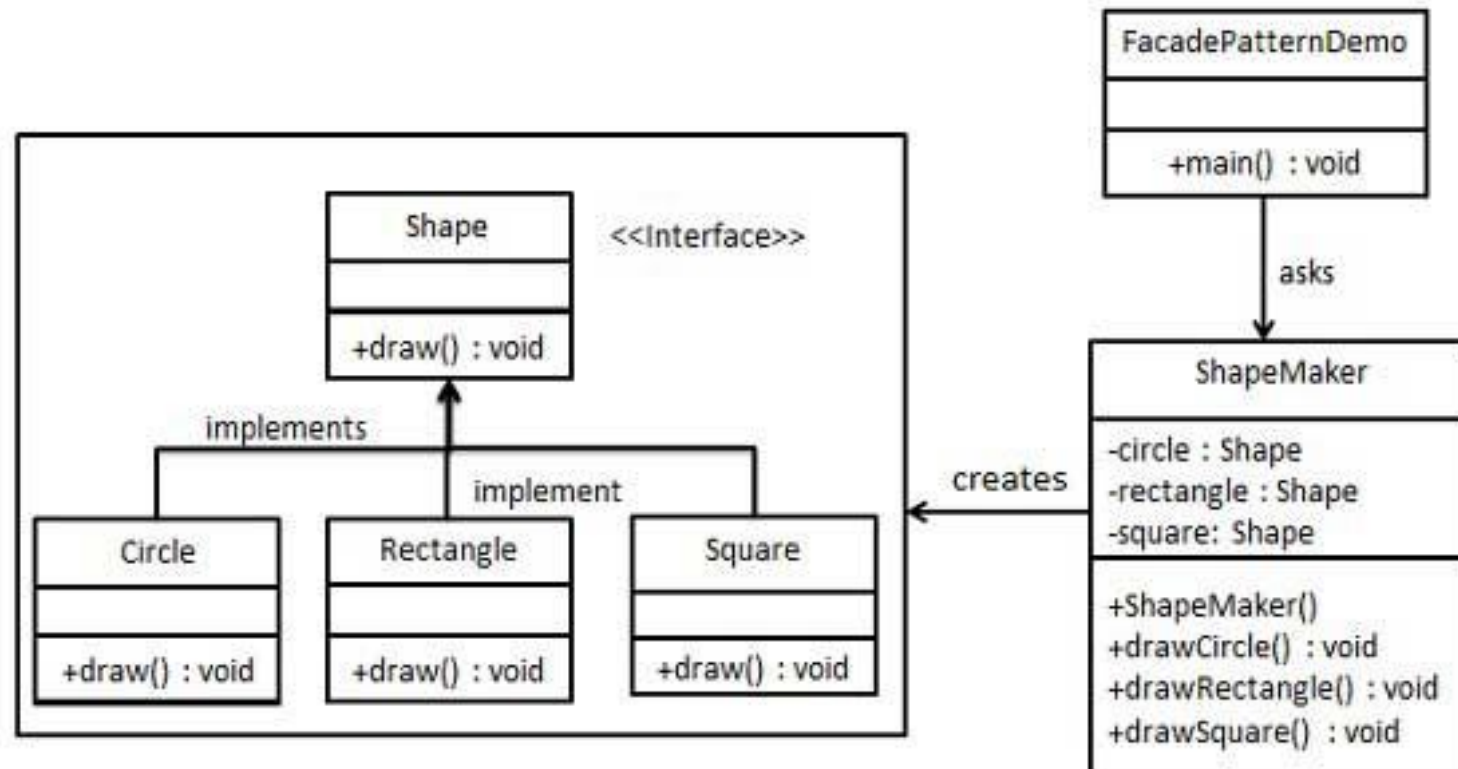 FacadePatternDemo
+main() : void
asks
Shape
<<Interface>>
+draw() : void
implements
implement
Circle
+draw() : void
Rectangle
+draw() : void
Square
+draw() : void
creates
ShapeMaker
-circle : Shape
-rectangle : Shape
-square: Shape
+ShapeMaker()
+drawCircle() : void
+drawRectangle() : void
+drawSquare() : void